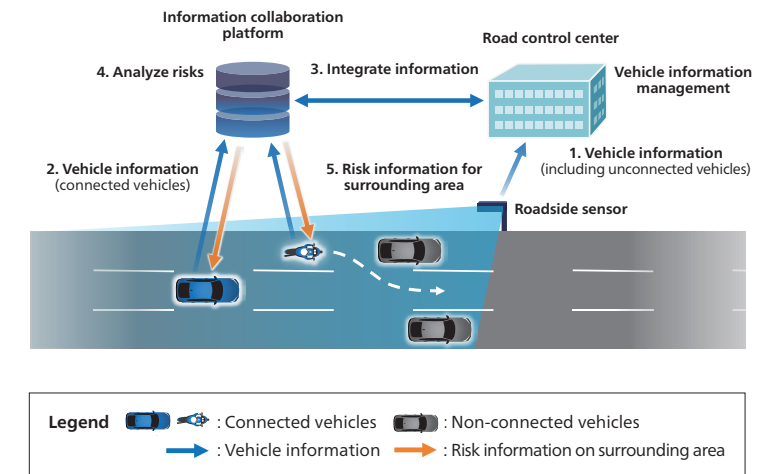 Information collaboration
platform
Road control center
4. Analyze risks
3. Integrate information
Vehicle information
management
2. Vehicle information
(connected vehicles)
5. Risk information for
surrounding area
1. Vehicle information
(including unconnected vehicles)
Roadside sensor
Legend : Connected vehicles : Non-connected vehicles
: Vehicle information : Risk information on surrounding area